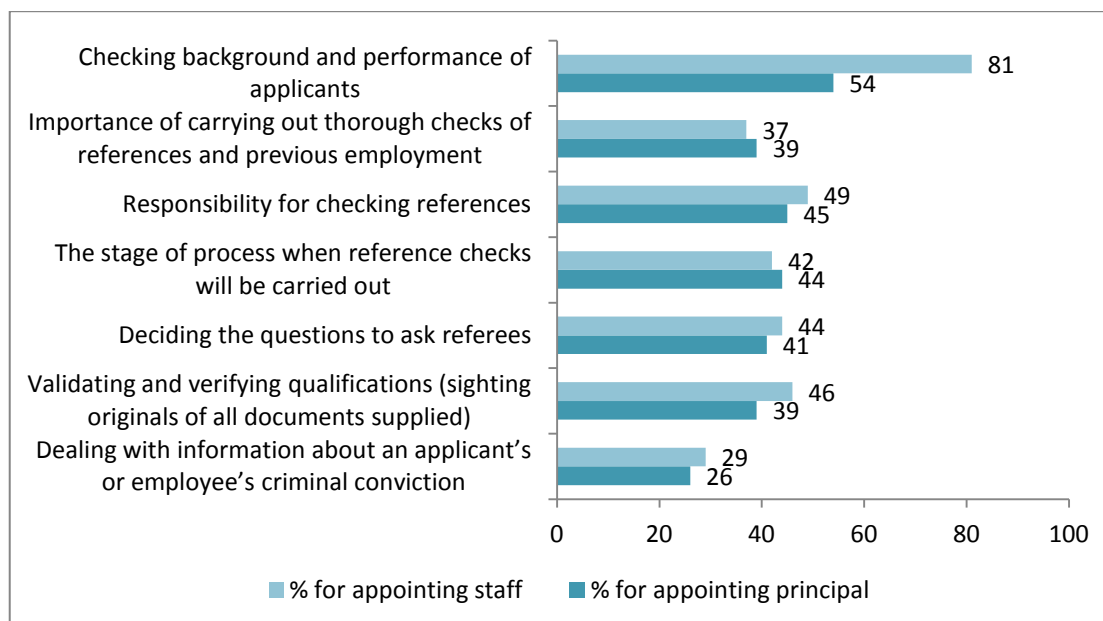 Checking background and performance of
applicants
81
54
Importance of carrying out thorough checks of
references and previous employment
37
39
Responsibility for checking references
49
45
The stage of process when reference checks
will be carried out
42
44
Deciding the questions to ask referees
44
41
Validating and verifying qualifications (sighting
originals of all documents supplied)
46
39
Dealing with information about an applicant’s
or employee’s criminal conviction
29
26
0 20 40 60 80 100
% for appointing staff % for appointing principal